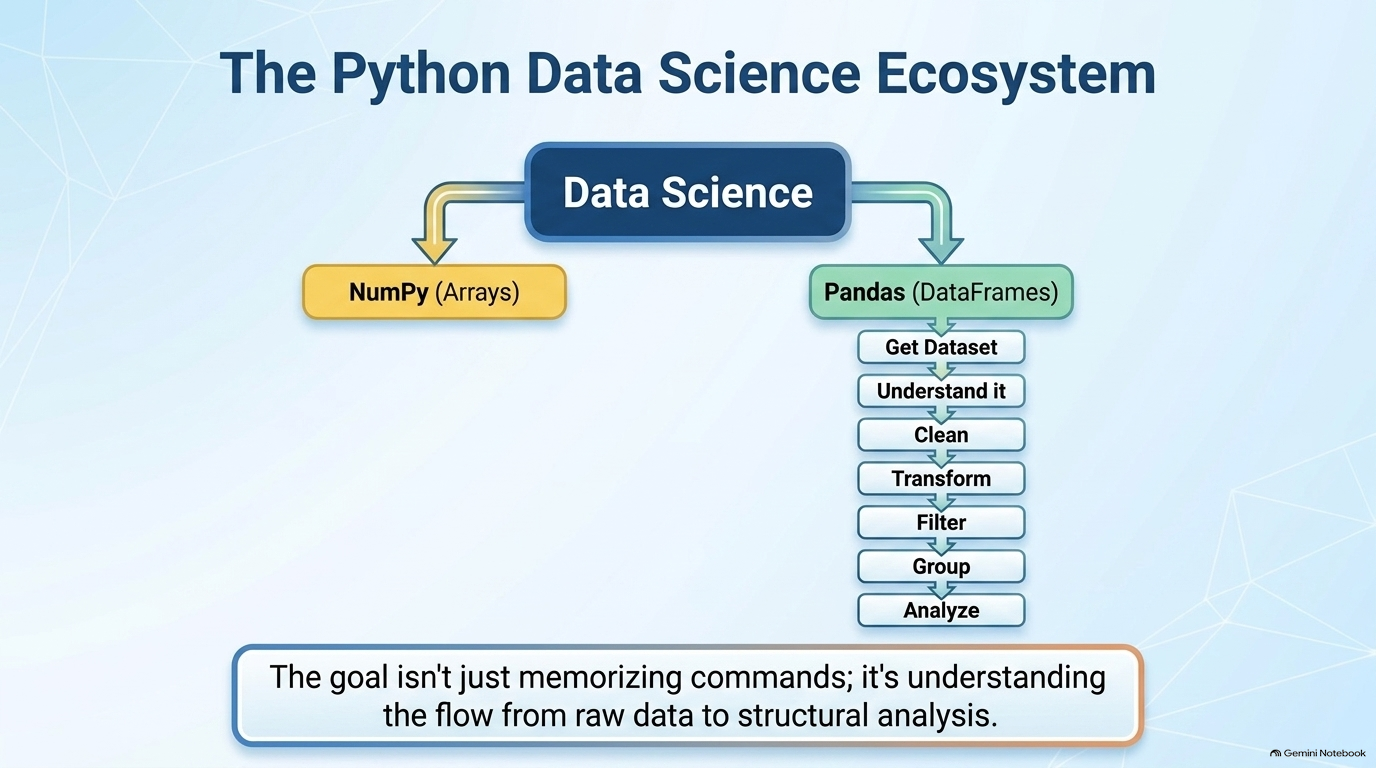 The Python Data Science Ecosystem
Data Science
NumPy (Arrays)
Pandas (DataFrames)
Get Dataset
Understand it
Clean
Transform
Filter
Group
Analyze
The goal isn't just memorizing commands; it's understanding
the flow from raw data to structural analysis.
Gemini Notebook